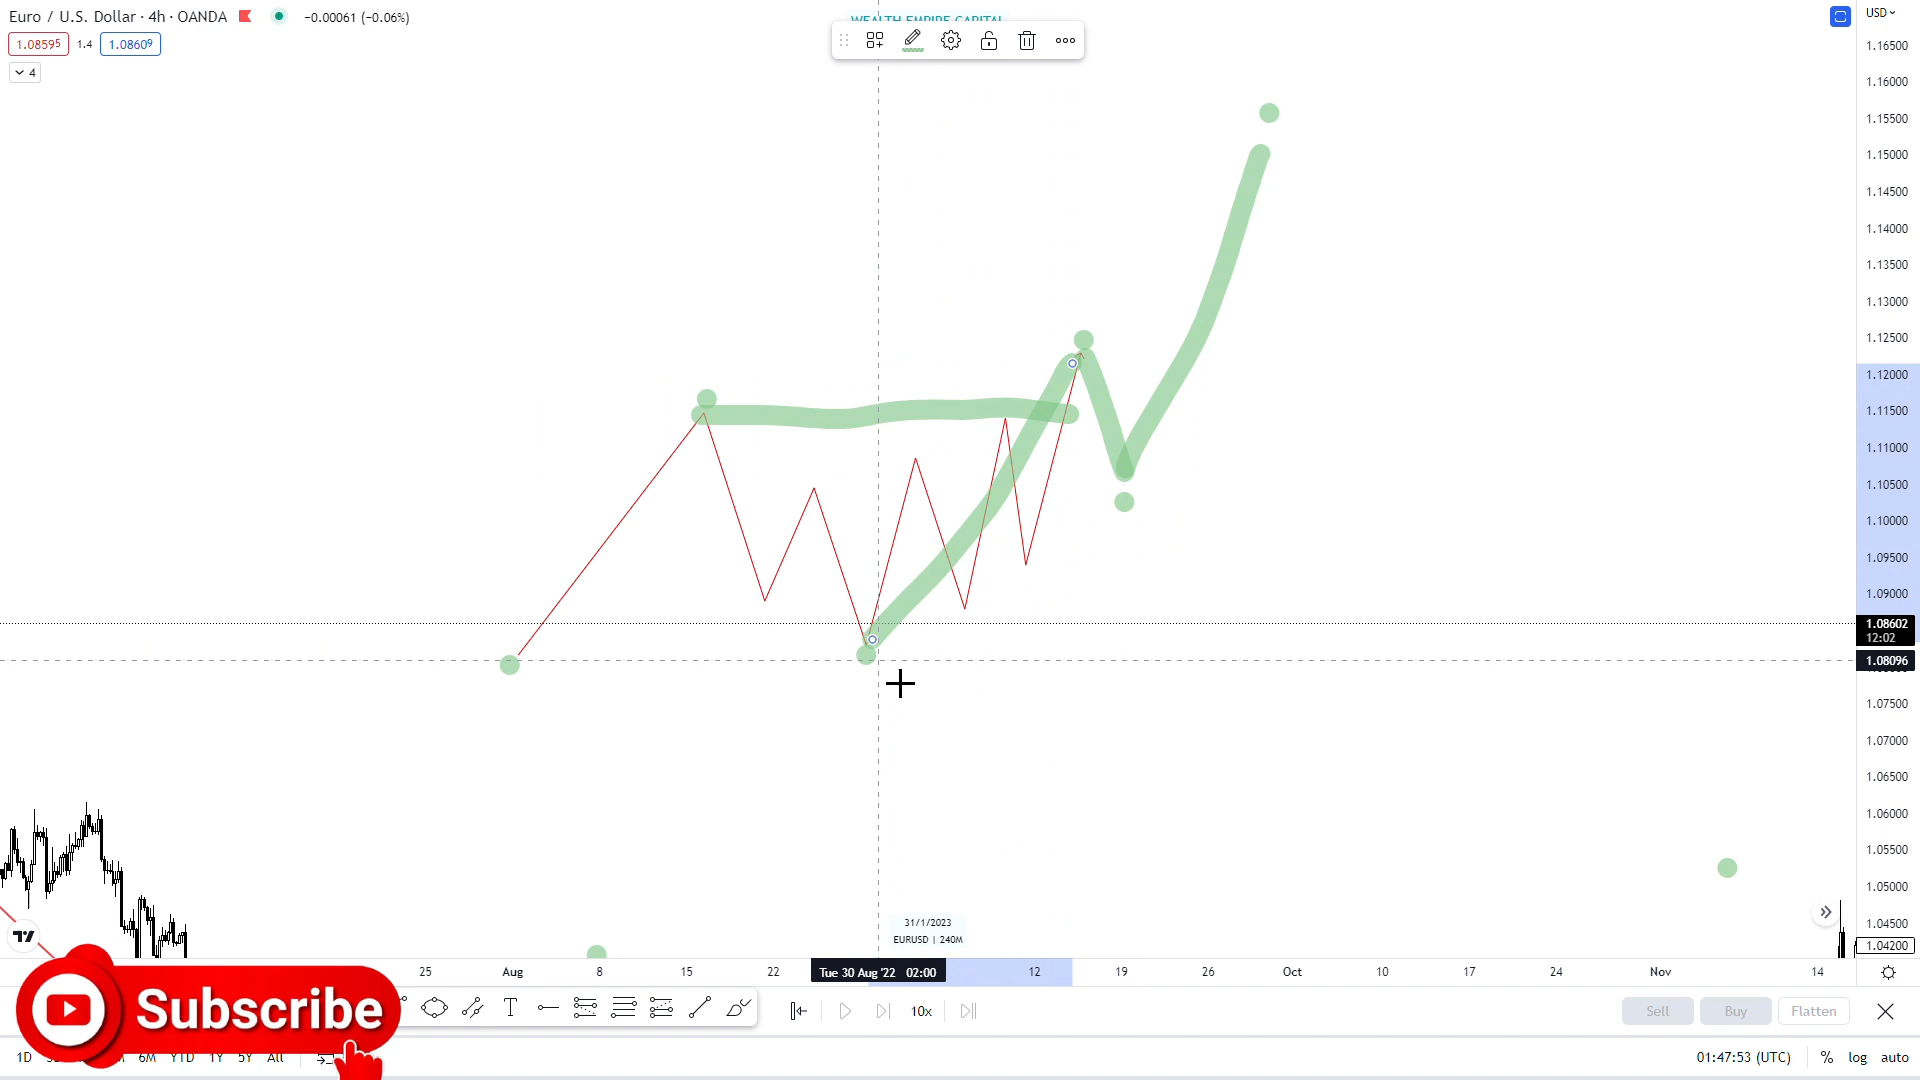 Euro / U.S. Dollar · 4h · OANDA −0.00061 (−0.06%)
WEALTH EMPIRE CAPITAL
USD
1.08595 1.4 1.08609
4
1.16500
1.16000
1.15500
1.15000
1.14500
1.14000
1.13500
1.13000
1.12500
1.12000
1.11500
1.11000
1.10500
1.10000
1.09500
1.09000
1.08602
12:02
1.08096
1.07500
1.07000
1.06500
1.06000
1.05500
1.05000
1.04500
1.04200
31/1/2023
EURUSD | 240M
25 Aug 8 15 22 Tue 30 Aug '22 02:00 12 19 26 Oct 10 17 24 Nov 14
Subscribe
10x
Sell Buy Flatten
1D 6M YTD 1Y 5Y All
01:47:53 (UTC) % log auto